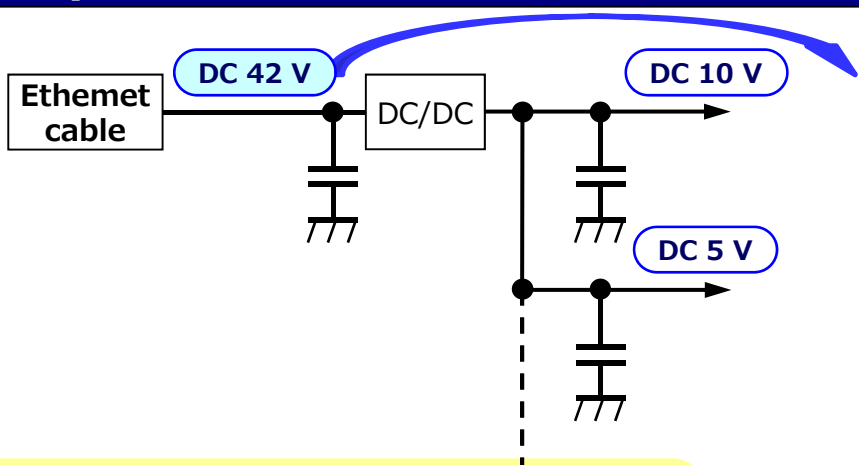 DC 42 V
DC 10 V
Ethemet
cable
DC/DC
DC 5 V